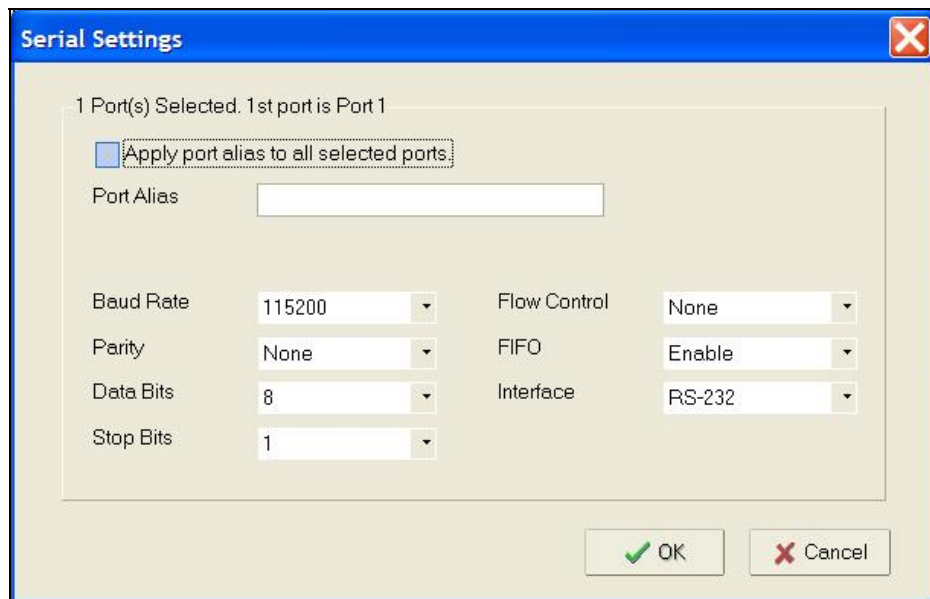 Serial Settings
1 Port(s) Selected. 1st port is Port 1
Apply port alias to all selected ports.
Port Alias
Baud Rate 115200 Flow Control None
Parity None FIFO Enable
Data Bits 8 Interface RS-232
Stop Bits 1
OK Cancel